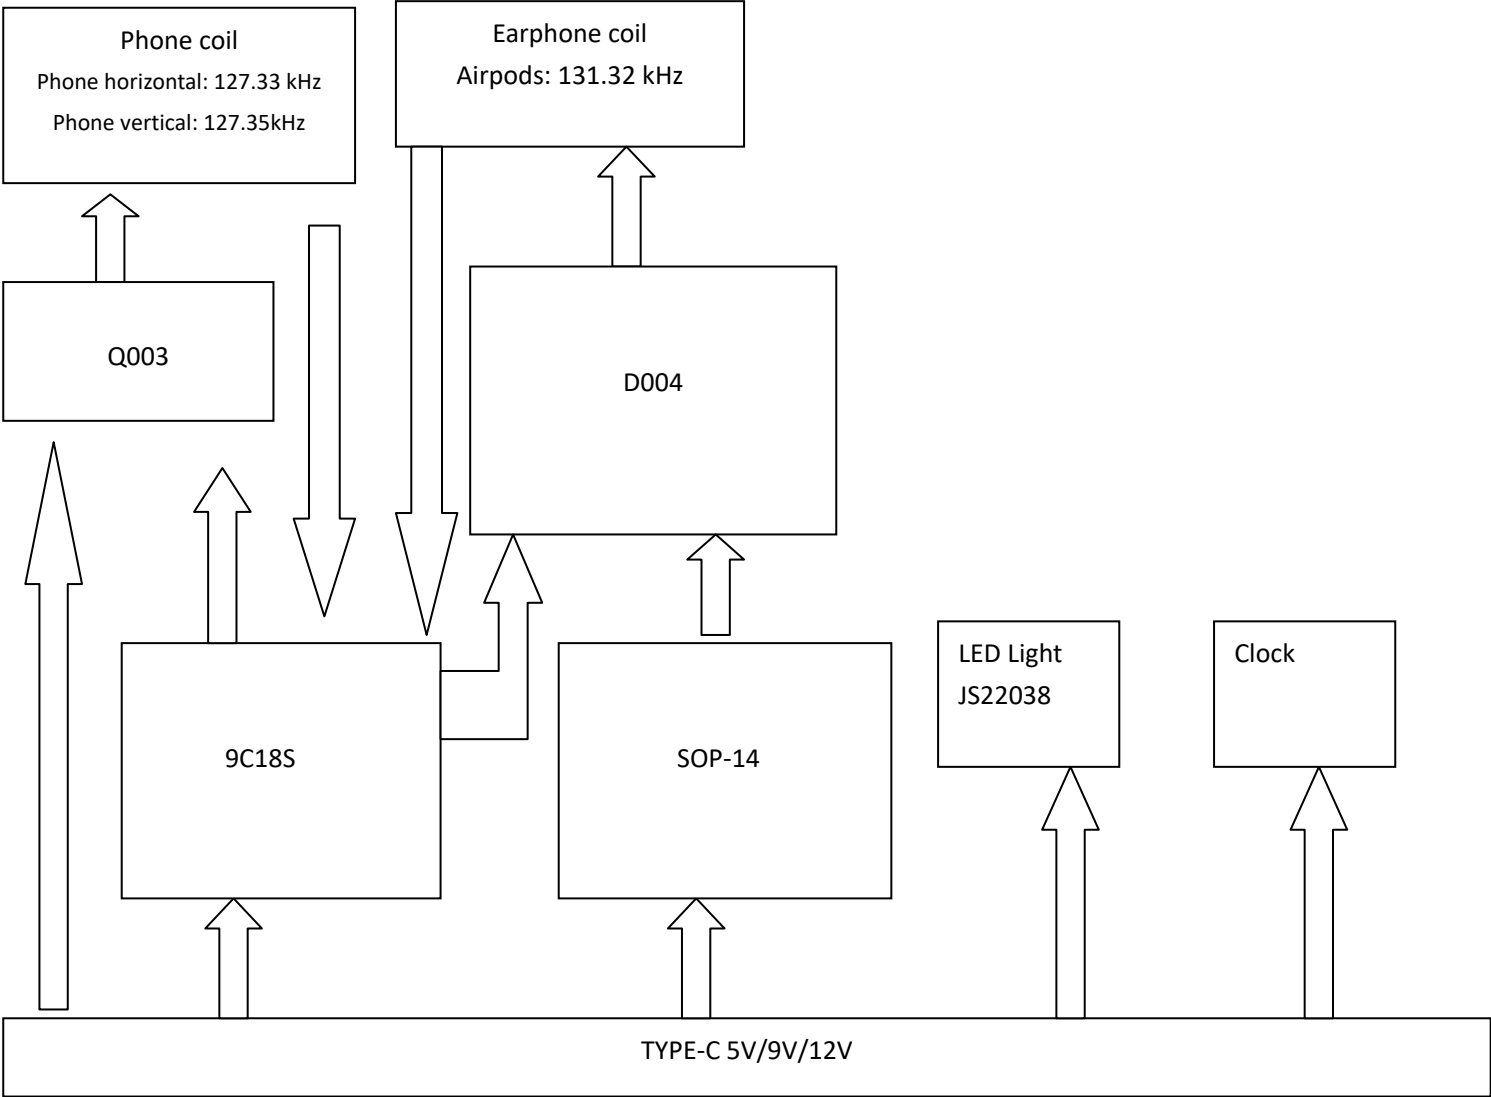 Phone coil
Phone horizontal: 127.33 kHz
Phone vertical: 127.35kHz
Earphone coil
Airpods: 131.32 kHz
Q003
D004
9C18S
SOP-14
LED Light
JS22038
Clock
TYPE-C 5V/9V/12V